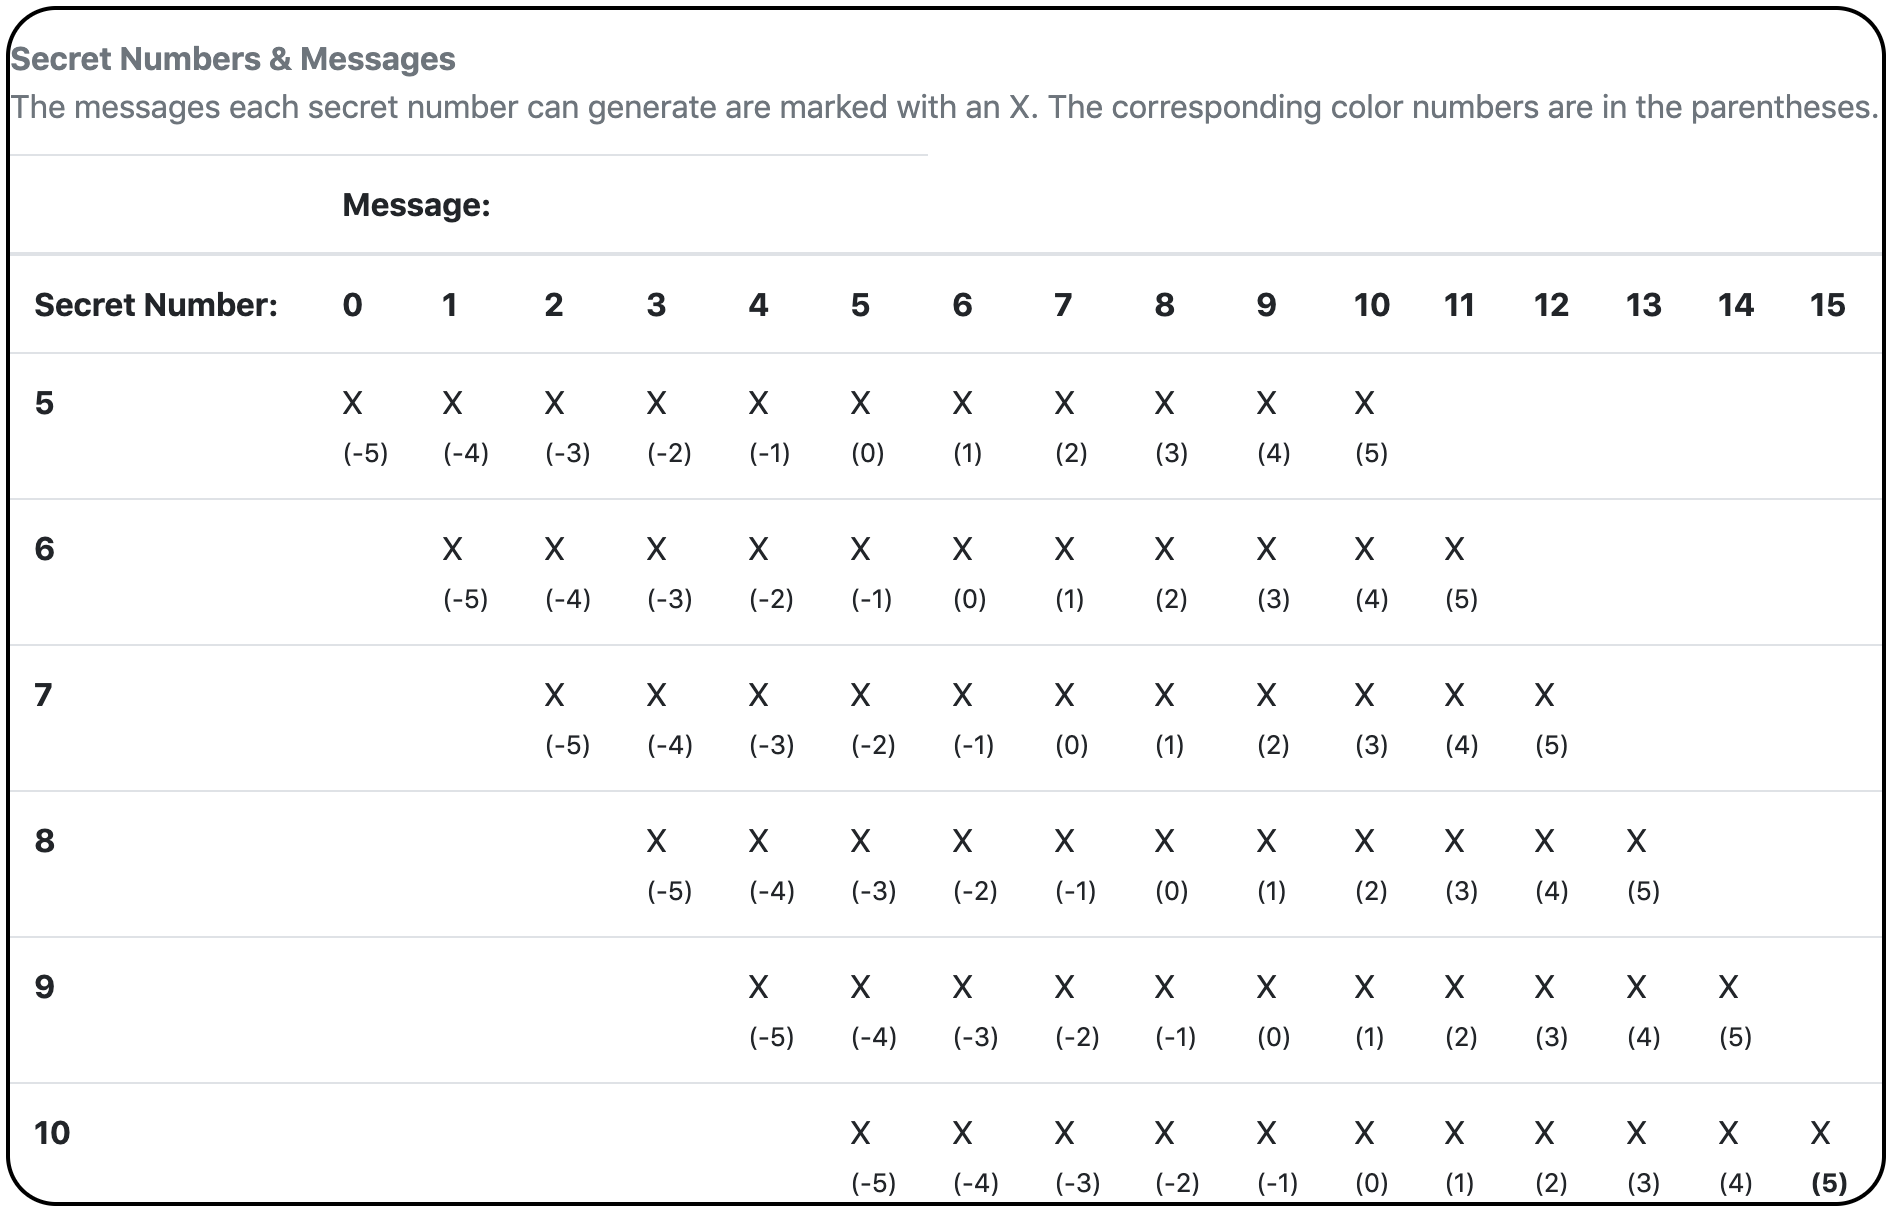 Secret Numbers & Messages
The messages each secret number can generate are marked with an X. The corresponding color numbers are in the parentheses.
Message:
Secret Number: 0 1 2 3 4 5 6 7 8 9 10 11 12 13 14 15
5 X X X X X X X X X X X
(-5) (-4) (-3) (-2) (-1) (0) (1) (2) (3) (4) (5)
6 X X X X X X X X X X X
(-5) (-4) (-3) (-2) (-1) (0) (1) (2) (3) (4) (5)
7 X X X X X X X X X X X
(-5) (-4) (-3) (-2) (-1) (0) (1) (2) (3) (4) (5)
8 X X X X X X X X X X X
(-5) (-4) (-3) (-2) (-1) (0) (1) (2) (3) (4) (5)
9 X X X X X X X X X X X
(-5) (-4) (-3) (-2) (-1) (0) (1) (2) (3) (4) (5)
10 X X X X X X X X X X X
(-5) (-4) (-3) (-2) (-1) (0) (1) (2) (3) (4) (5)